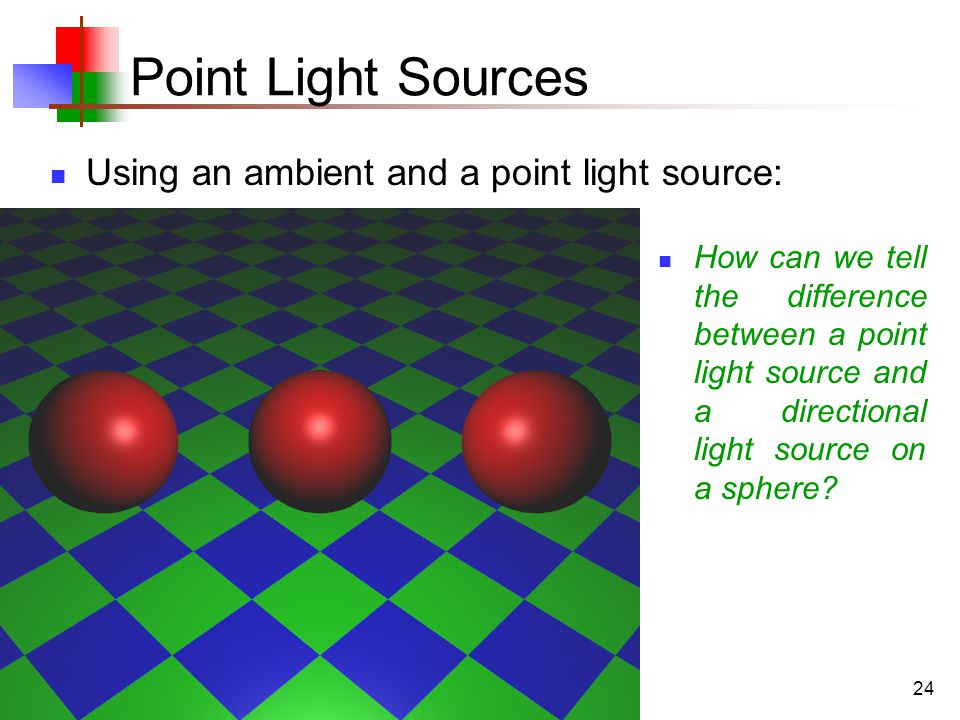 Point Light Sources
Using an ambient and a point light source:
How can we tell
the difference
between a point
light source and
a directional
light source on
a sphere?
24